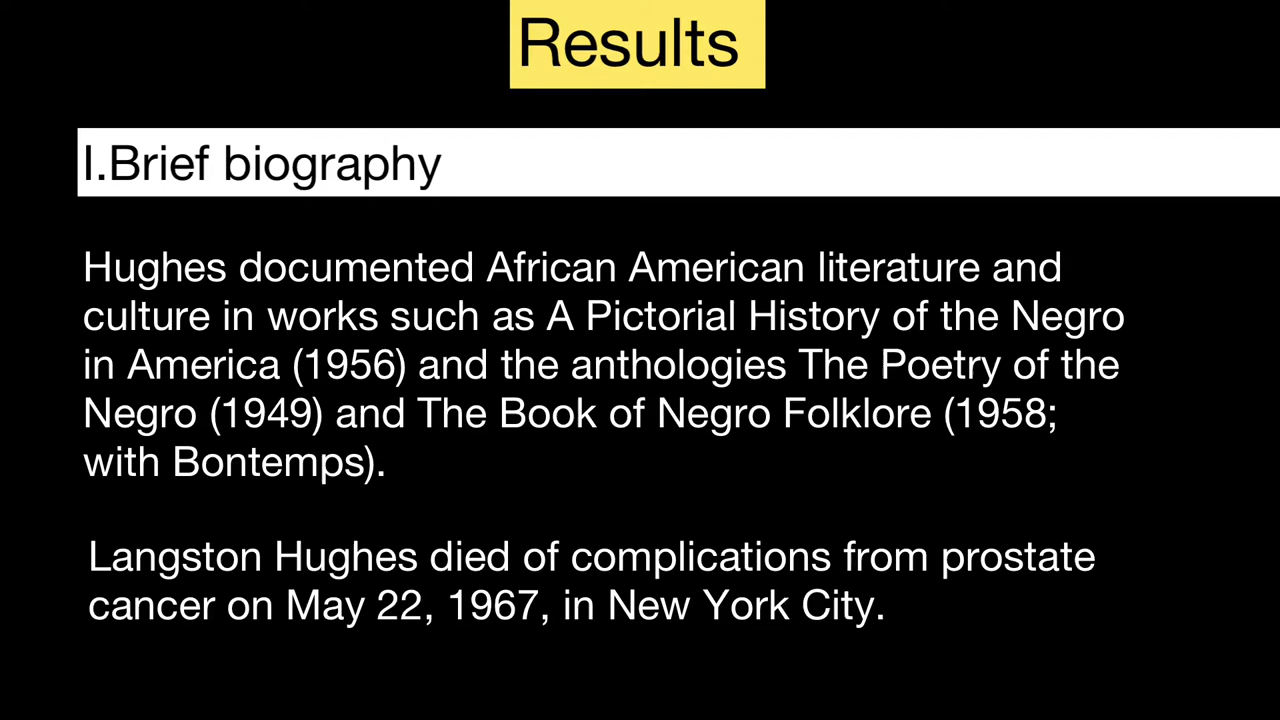 Results
I.Brief biography
Hughes documented African American literature and
culture in works such as A Pictorial History of the Negro
in America (1956) and the anthologies The Poetry of the
Negro (1949) and The Book of Negro Folklore (1958;
with Bontemps).
Langston Hughes died of complications from prostate
cancer on May 22, 1967, in New York City.